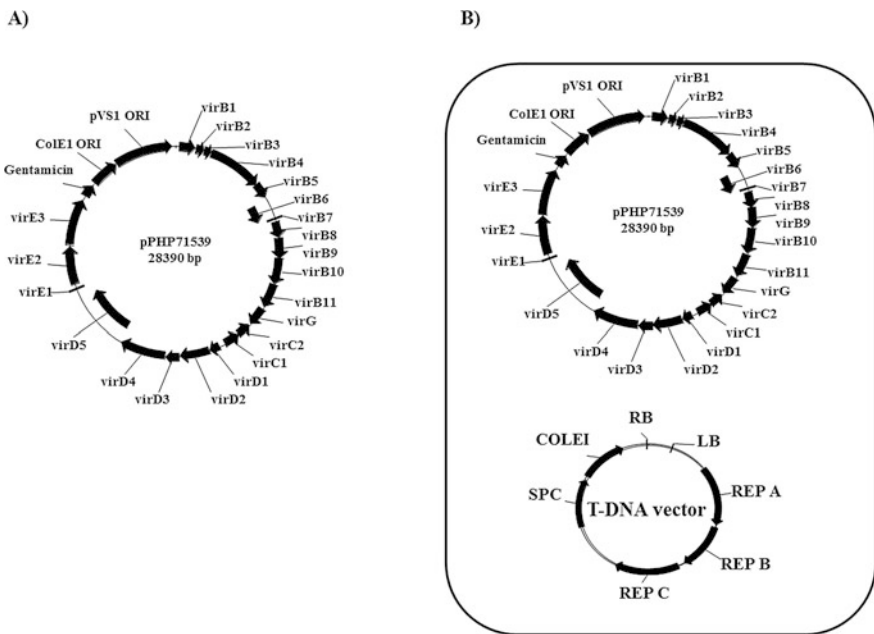 A)
pVS1 ORI
ColE1 ORI
Gentamicin
virE3
virE2
virE1
virD5
virD4
virD3
virD2
virD1
virC1
virC2
virG
virB11
virB10
virB9
virB8
virB7
virB6
virB5
virB4
virB3
virB2
virB1
pPHP71539
28390 bp
B)
pVS1 ORI
ColE1 ORI
Gentamicin
virE3
virE2
virE1
virD5
virD4
virD3
virD2
virD1
virC1
virC2
virG
virB11
virB10
virB9
virB8
virB7
virB6
virB5
virB4
virB3
virB2
virB1
pPHP71539
28390 bp
RB
LB
COLEI
SPC
REP A
T-DNA vector
REP B
REP C